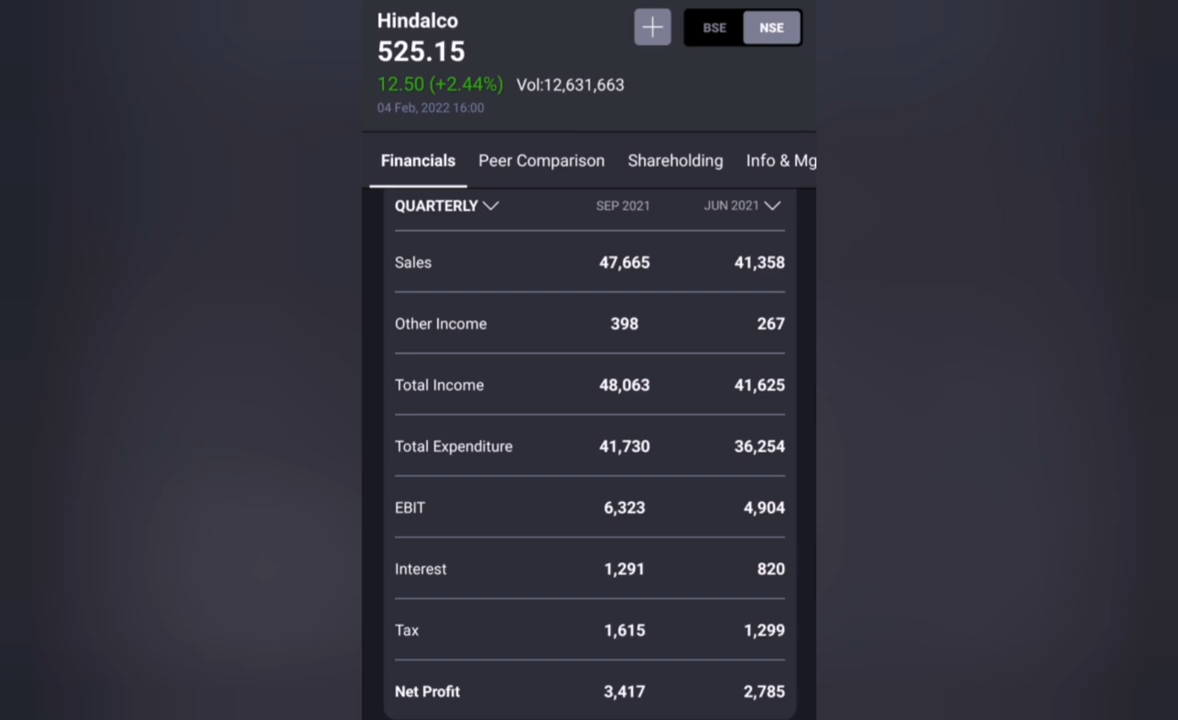 Hindalco
525.15
12.50 (+2.44%) Vol:12,631,663
04 Feb, 2022 16:00
BSE NSE
Financials Peer Comparison Shareholding Info & Mg
QUARTERLY SEP 2021 JUN 2021
Sales 47,665 41,358
Other Income 398 267
Total Income 48,063 41,625
Total Expenditure 41,730 36,254
EBIT 6,323 4,904
Interest 1,291 820
Tax 1,615 1,299
Net Profit 3,417 2,785